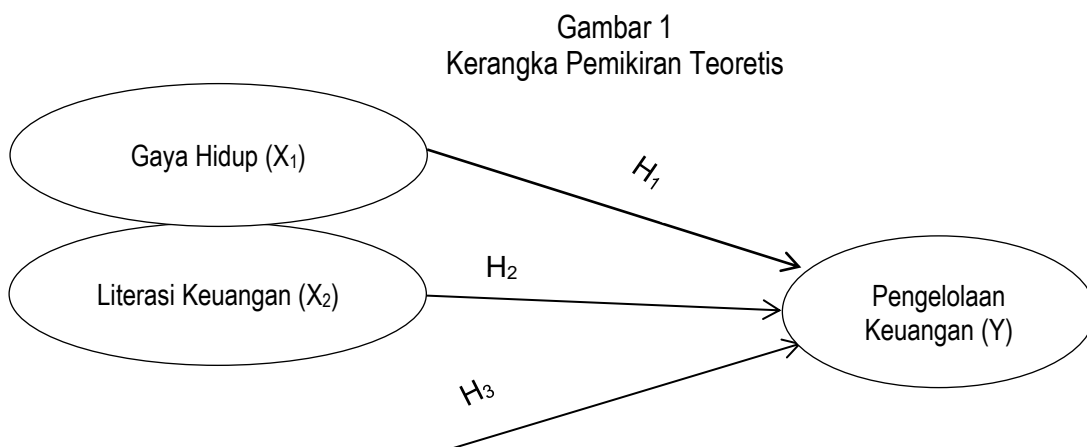 Gambar 1
Kerangka Pemikiran Teoretis
Gaya Hidup (X₁)
H₁
Literasi Keuangan (X₂)
H₂
Pengelolaan
Keuangan (Y)
H₃